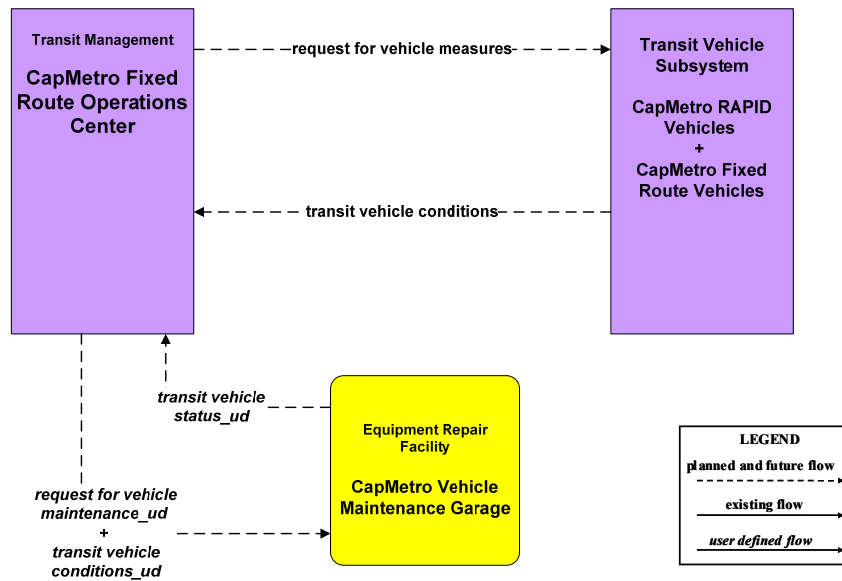 Transit Management
CapMetro Fixed
Route Operations
Center
request for vehicle measures
Transit Vehicle
Subsystem
CapMetro RAPID
Vehicles
+
CapMetro Fixed
Route Vehicles
transit vehicle conditions
transit vehicle
status_ud
Equipment Repair
Facility
CapMetro Vehicle
Maintenance Garage
request for vehicle
maintenance_ud
+
transit vehicle
conditions_ud
LEGEND
planned and future flow
existing flow
user defined flow